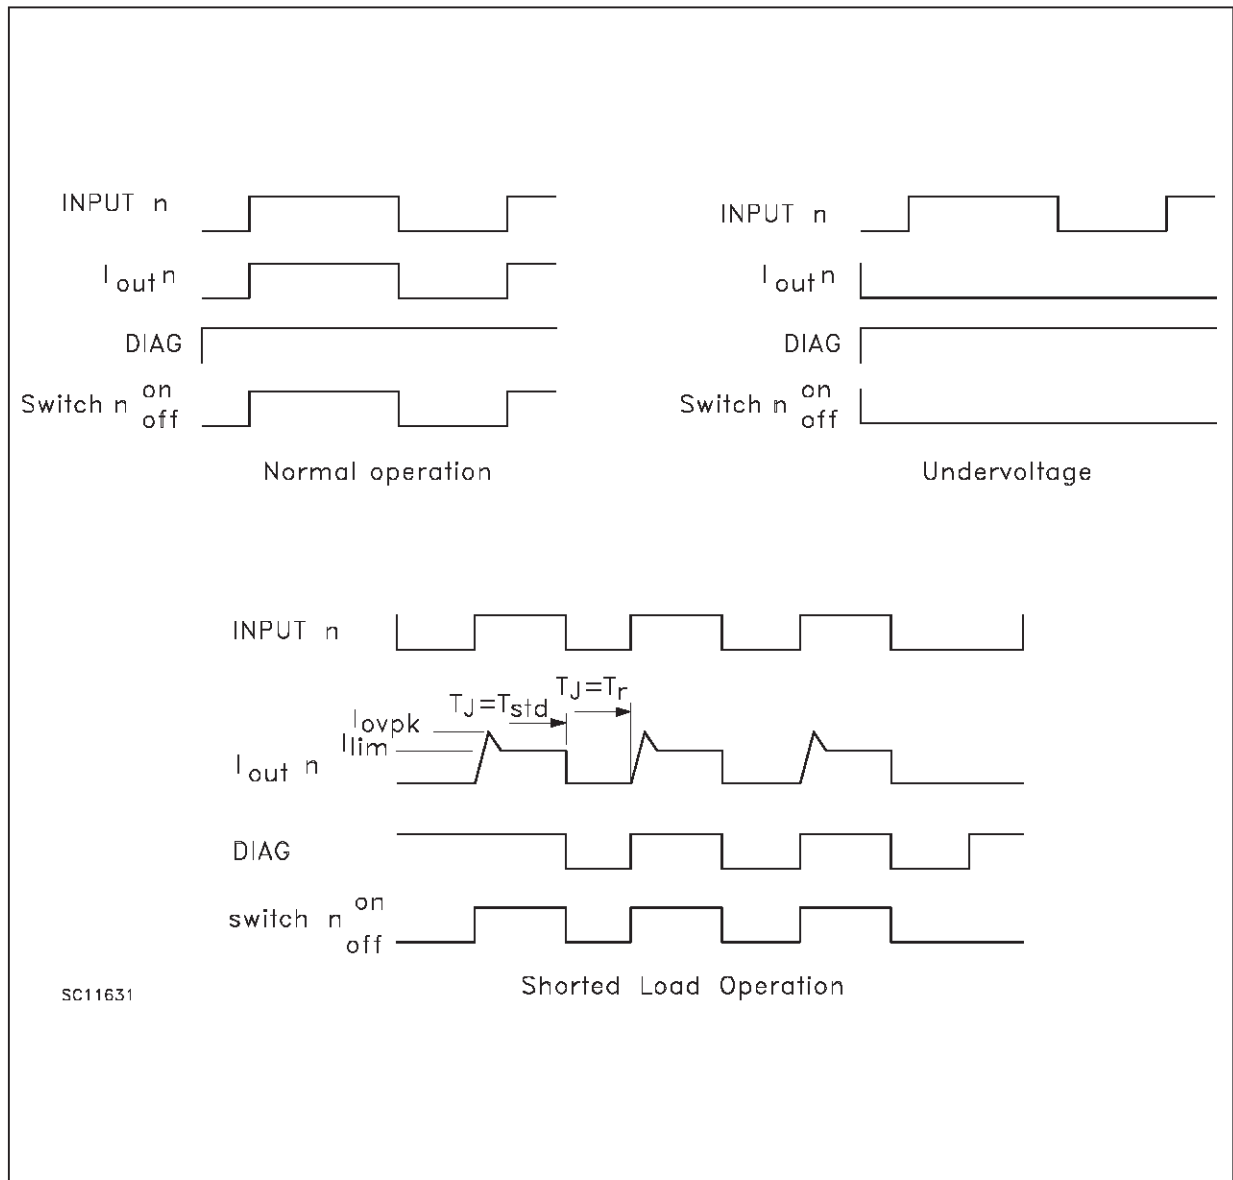 INPUT n
I out n
DIAG
Switch n on off
Normal operation
INPUT n
I out n
DIAG
Switch n on off
Undervoltage
INPUT n
TJ=Tstd
TJ=Tr
Iovpk
Ilim
I out n
DIAG
switch n on off
Shorted Load Operation
SC11631